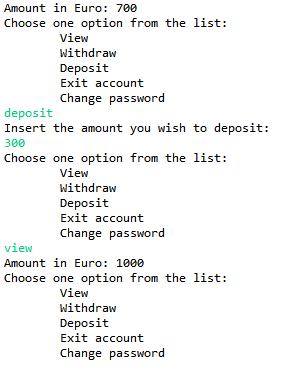 Amount in Euro: 700
Choose one option from the list:
View
Withdraw
Deposit
Exit account
Change password
deposit
Insert the amount you wish to deposit:
300
Choose one option from the list:
View
Withdraw
Deposit
Exit account
Change password
view
Amount in Euro: 1000
Choose one option from the list:
View
Withdraw
Deposit
Exit account
Change password